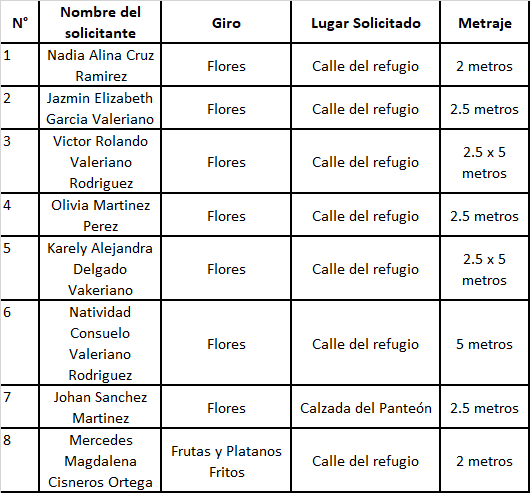 N° Nombre del solicitante Giro Lugar Solicitado Metraje
1 Nadia Alina Cruz Ramirez Flores Calle del refugio 2 metros
2 Jazmin Elizabeth Garcia Valeriano Flores Calle del refugio 2.5 metros
3 Victor Rolando Valeriano Rodriguez Flores Calle del refugio 2.5 x 5 metros
4 Olivia Martinez Perez Flores Calle del refugio 2.5 metros
5 Karely Alejandra Delgado Vakeriano Flores Calle del refugio 2.5 x 5 metros
6 Natividad Consuelo Valeriano Rodriguez Flores Calle del refugio 5 metros
7 Johan Sanchez Martinez Flores Calzada del Panteón 2.5 metros
8 Mercedes Magdalena Cisneros Ortega Frutas y Platanos Fritos Calle del refugio 2 metros